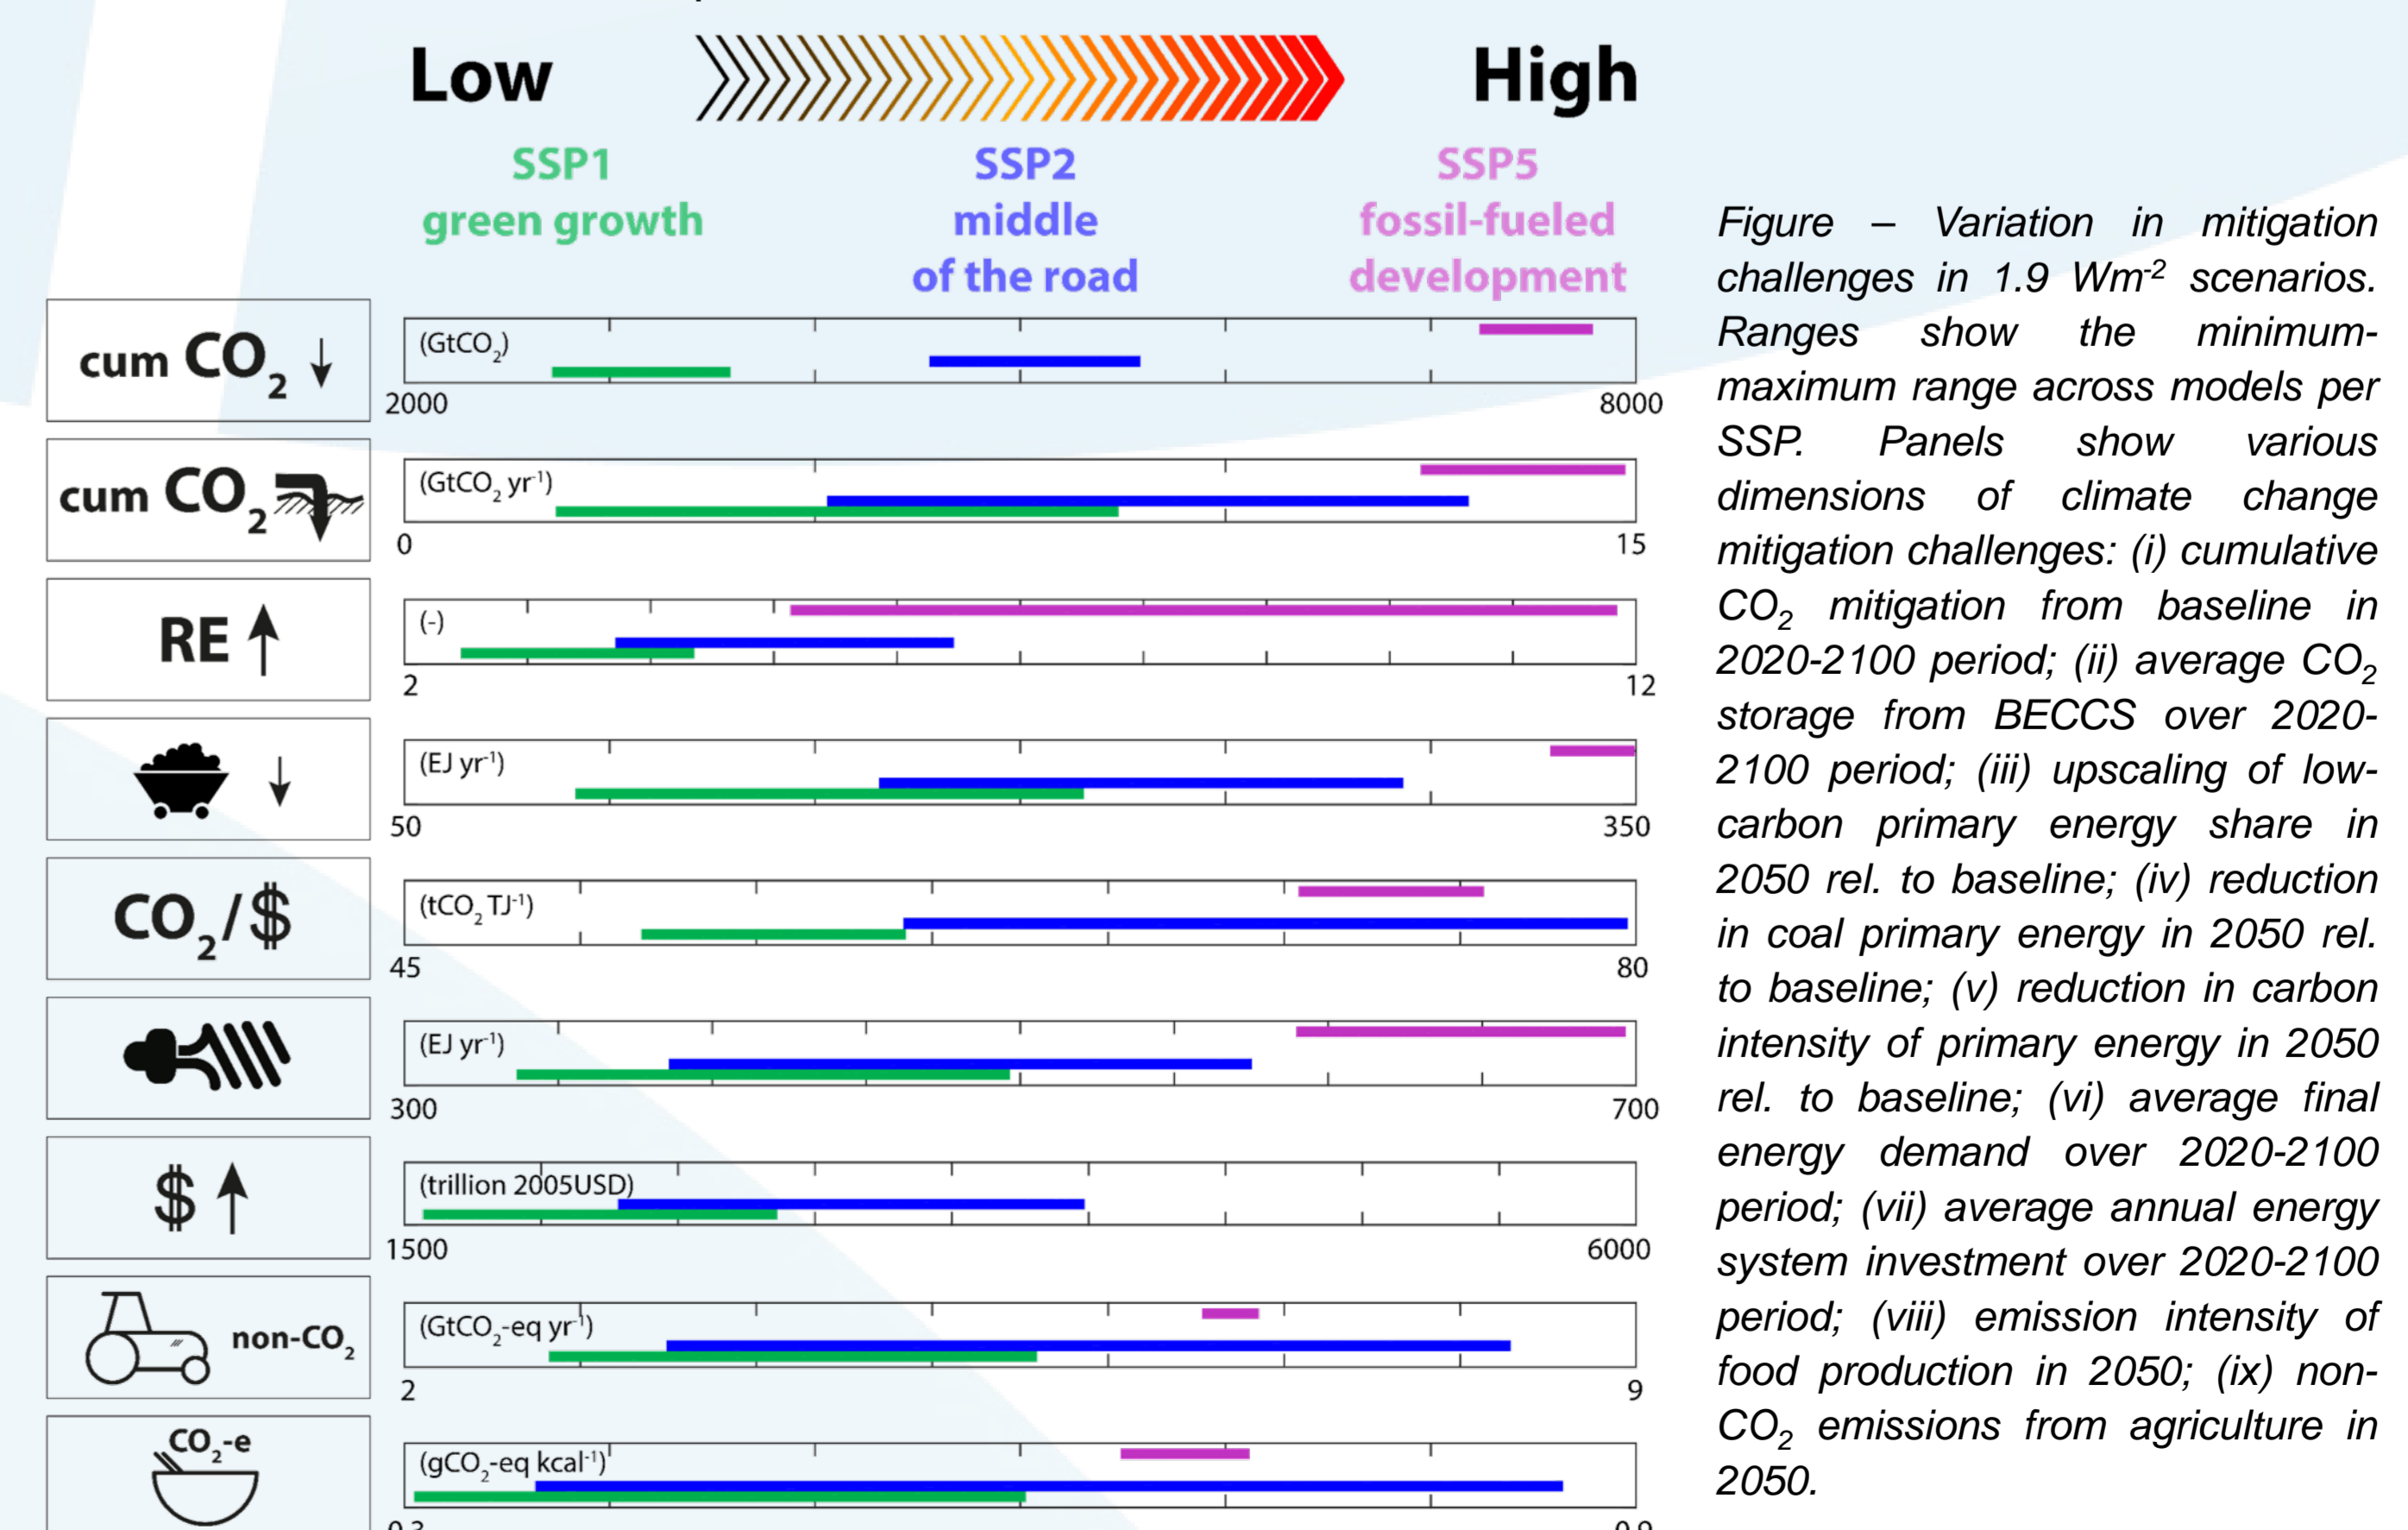 Low High
SSP1
green growth
SSP2
middle
of the road
SSP5
fossil-fueled
development
cum CO₂ ↓
(GtCO₂)
2000 8000
cum CO₂
(GtCO₂ yr⁻¹)
0 15
RE ↑
(-)
2 12
↓
(EJ yr⁻¹)
50 350
CO₂/$
(tCO₂ TJ⁻¹)
45 80
(EJ yr⁻¹)
300 700
$ ↑
(trillion 2005USD)
1500 6000
non-CO₂
(GtCO₂-eq yr⁻¹)
2 9
CO₂-e
(gCO₂-eq kcal⁻¹)
Figure – Variation in mitigation
challenges in 1.9 Wm⁻² scenarios.
Ranges show the minimum-
maximum range across models per
SSP. Panels show various
dimensions of climate change
mitigation challenges: (i) cumulative
CO₂ mitigation from baseline in
2020-2100 period; (ii) average CO₂
storage from BECCS over 2020-
2100 period; (iii) upscaling of low-
carbon primary energy share in
2050 rel. to baseline; (iv) reduction
in coal primary energy in 2050 rel.
to baseline; (v) reduction in carbon
intensity of primary energy in 2050
rel. to baseline; (vi) average final
energy demand over 2020-2100
period; (vii) average annual energy
system investment over 2020-2100
period; (viii) emission intensity of
food production in 2050; (ix) non-
CO₂ emissions from agriculture in
2050.